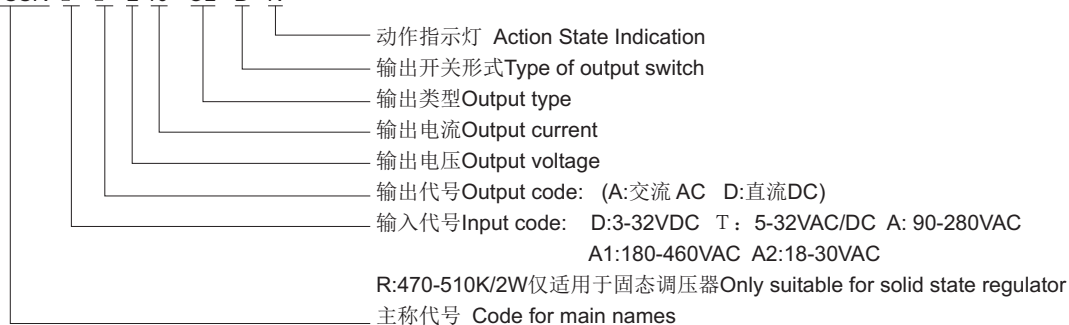 动作指示灯 Action State Indication
输出开关形式Type of output switch
输出类型Output type
输出电流Output current
输出电压Output voltage
输出代号Output code: (A:交流 AC D:直流DC)
输入代号Input code: D:3-32VDC T：5-32VAC/DC A: 90-280VAC
A1:180-460VAC A2:18-30VAC
R:470-510K/2W仅适用于固态调压器Only suitable for solid state regulator
主称代号 Code for main names